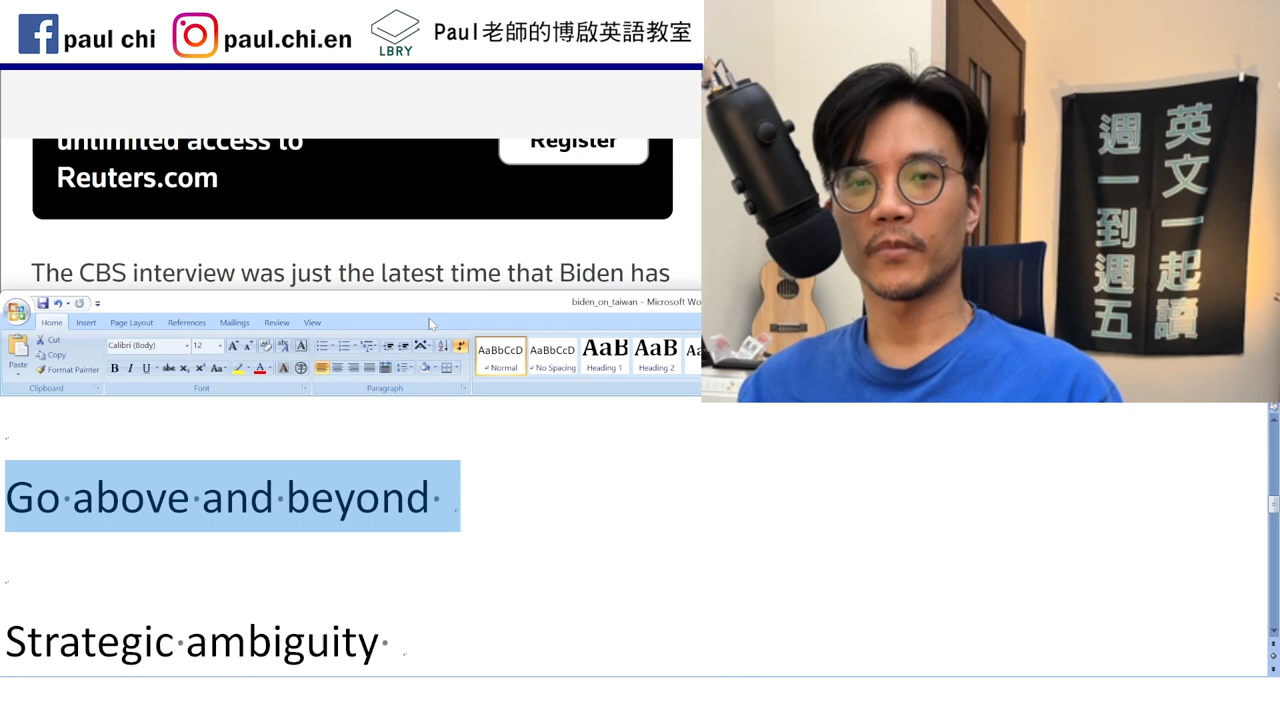 paul chi
paul.chi.en
LBRY
Paul老師的博啟英語教室
unlimited access to
Reuters.com
Register
The CBS interview was just the latest time that Biden has
biden_on_taiwan - Microsoft Wo
Home Insert Page Layout References Mailings Review View
Paste
Cut
Copy
Format Painter
Clipboard
Calibri (Body) 12
Font
Paragraph
AaBbCcD AaBbCcD AaBb AaBb
Normal No Spacing Heading 1 Heading 2
Go above and beyond
Strategic ambiguity
英文一起讀
週一到週五